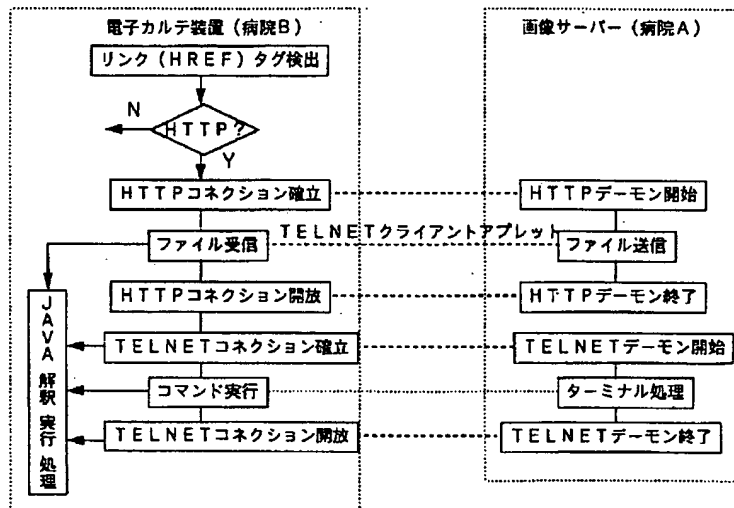 電子カルテ装置（病院B）
画像サーバー（病院A）
リンク（HREF）タグ検出
N
HTTP?
Y
HTTPコネクション確立
HTTPデーモン開始
TELNETクライアントアプレット
ファイル受信
ファイル送信
HTTPコネクション開放
HTTPデーモン終了
JAVA解釈実行処理
TELNETコネクション確立
TELNETデーモン開始
コマンド実行
ターミナル処理
TELNETコネクション開放
TELNETデーモン終了